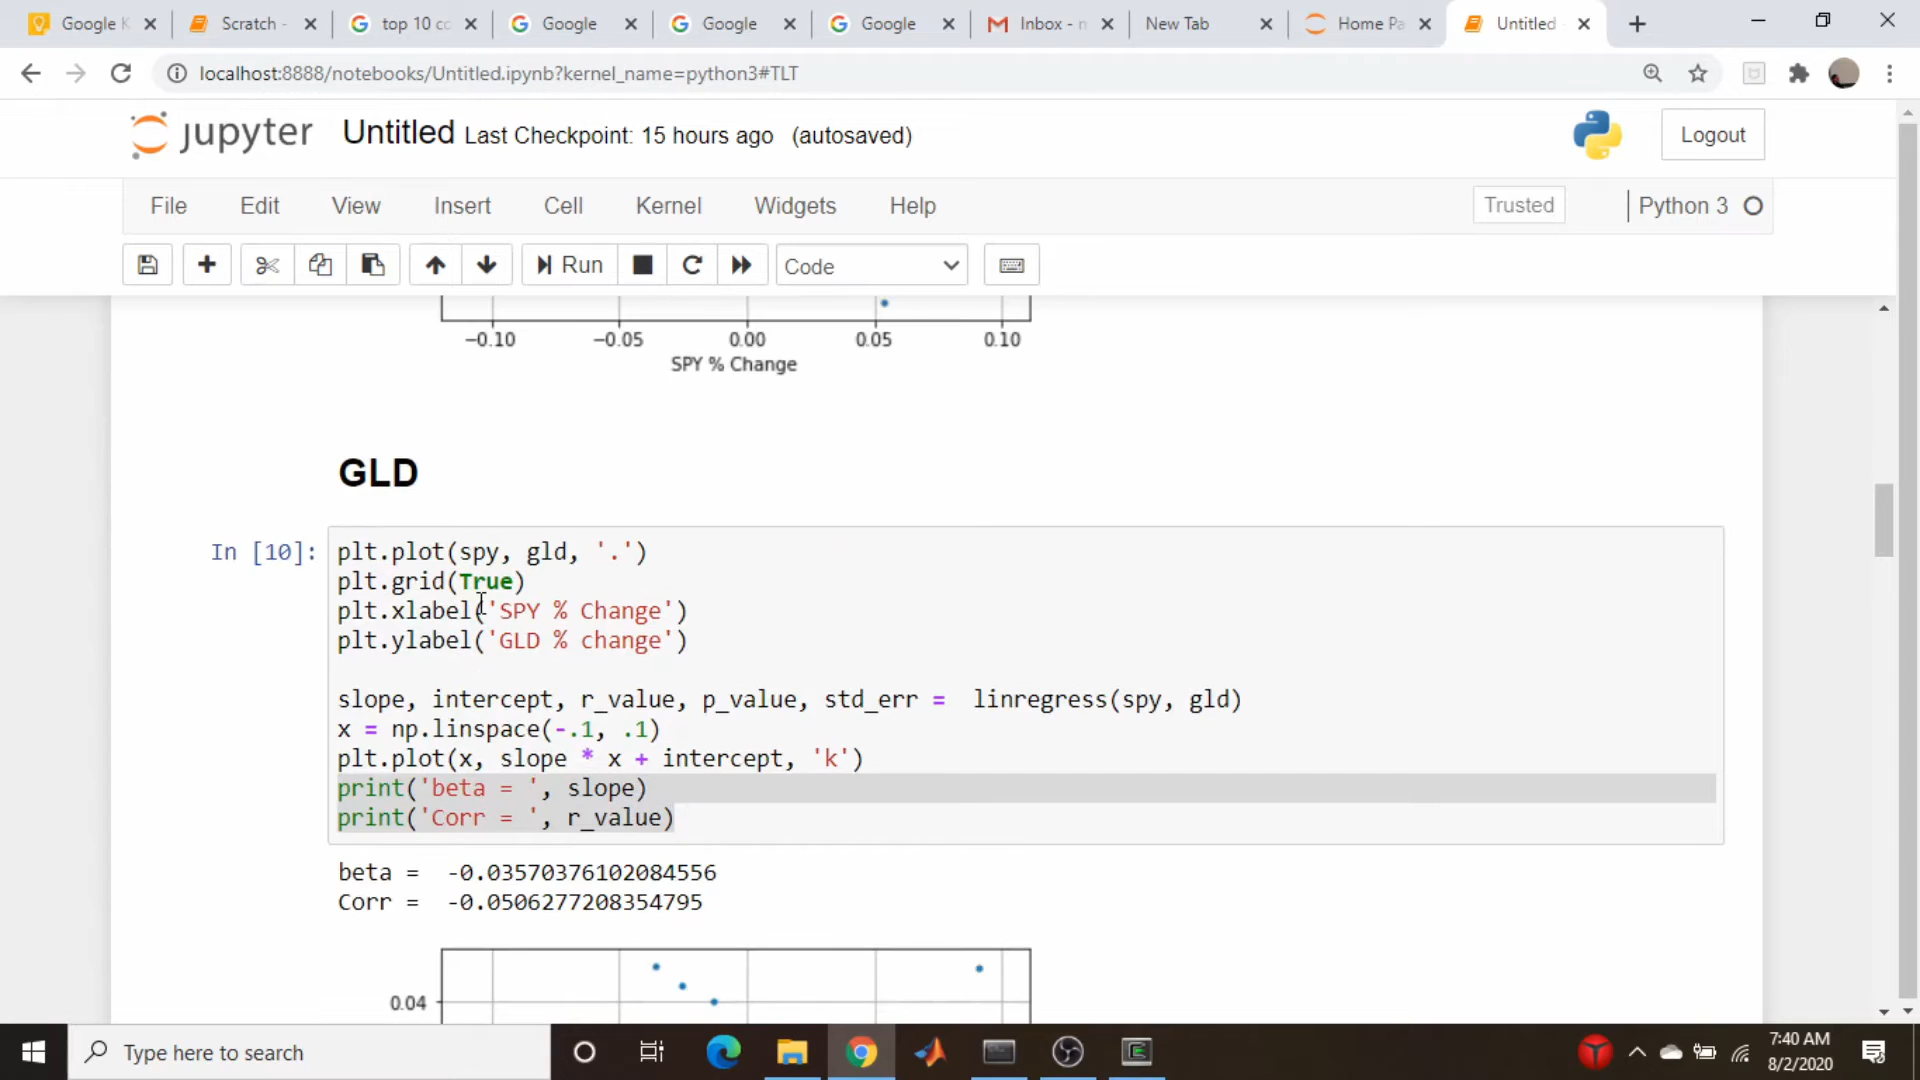 Google K
Scratch -
top 10 cc
Google
Google
Google
Inbox - n
New Tab
Home Pa
Untitled
localhost:8888/notebooks/Untitled.ipynb?kernel_name=python3#TLT
jupyter Untitled Last Checkpoint: 15 hours ago (autosaved)
Logout
File Edit View Insert Cell Kernel Widgets Help
Trusted
Python 3
Run
Code
−0.10 −0.05 0.00 0.05 0.10
SPY % Change
GLD
In [10]:
plt.plot(spy, gld, '.')
plt.grid(True)
plt.xlabel('SPY % Change')
plt.ylabel('GLD % change')
slope, intercept, r_value, p_value, std_err =  linregress(spy, gld)
x = np.linspace(-.1, .1)
plt.plot(x, slope * x + intercept, 'k')
print('beta = ', slope)
print('Corr = ', r_value)
beta =  -0.03570376102084556
Corr =  -0.0506277208354795
0.04
Type here to search
7:40 AM
8/2/2020